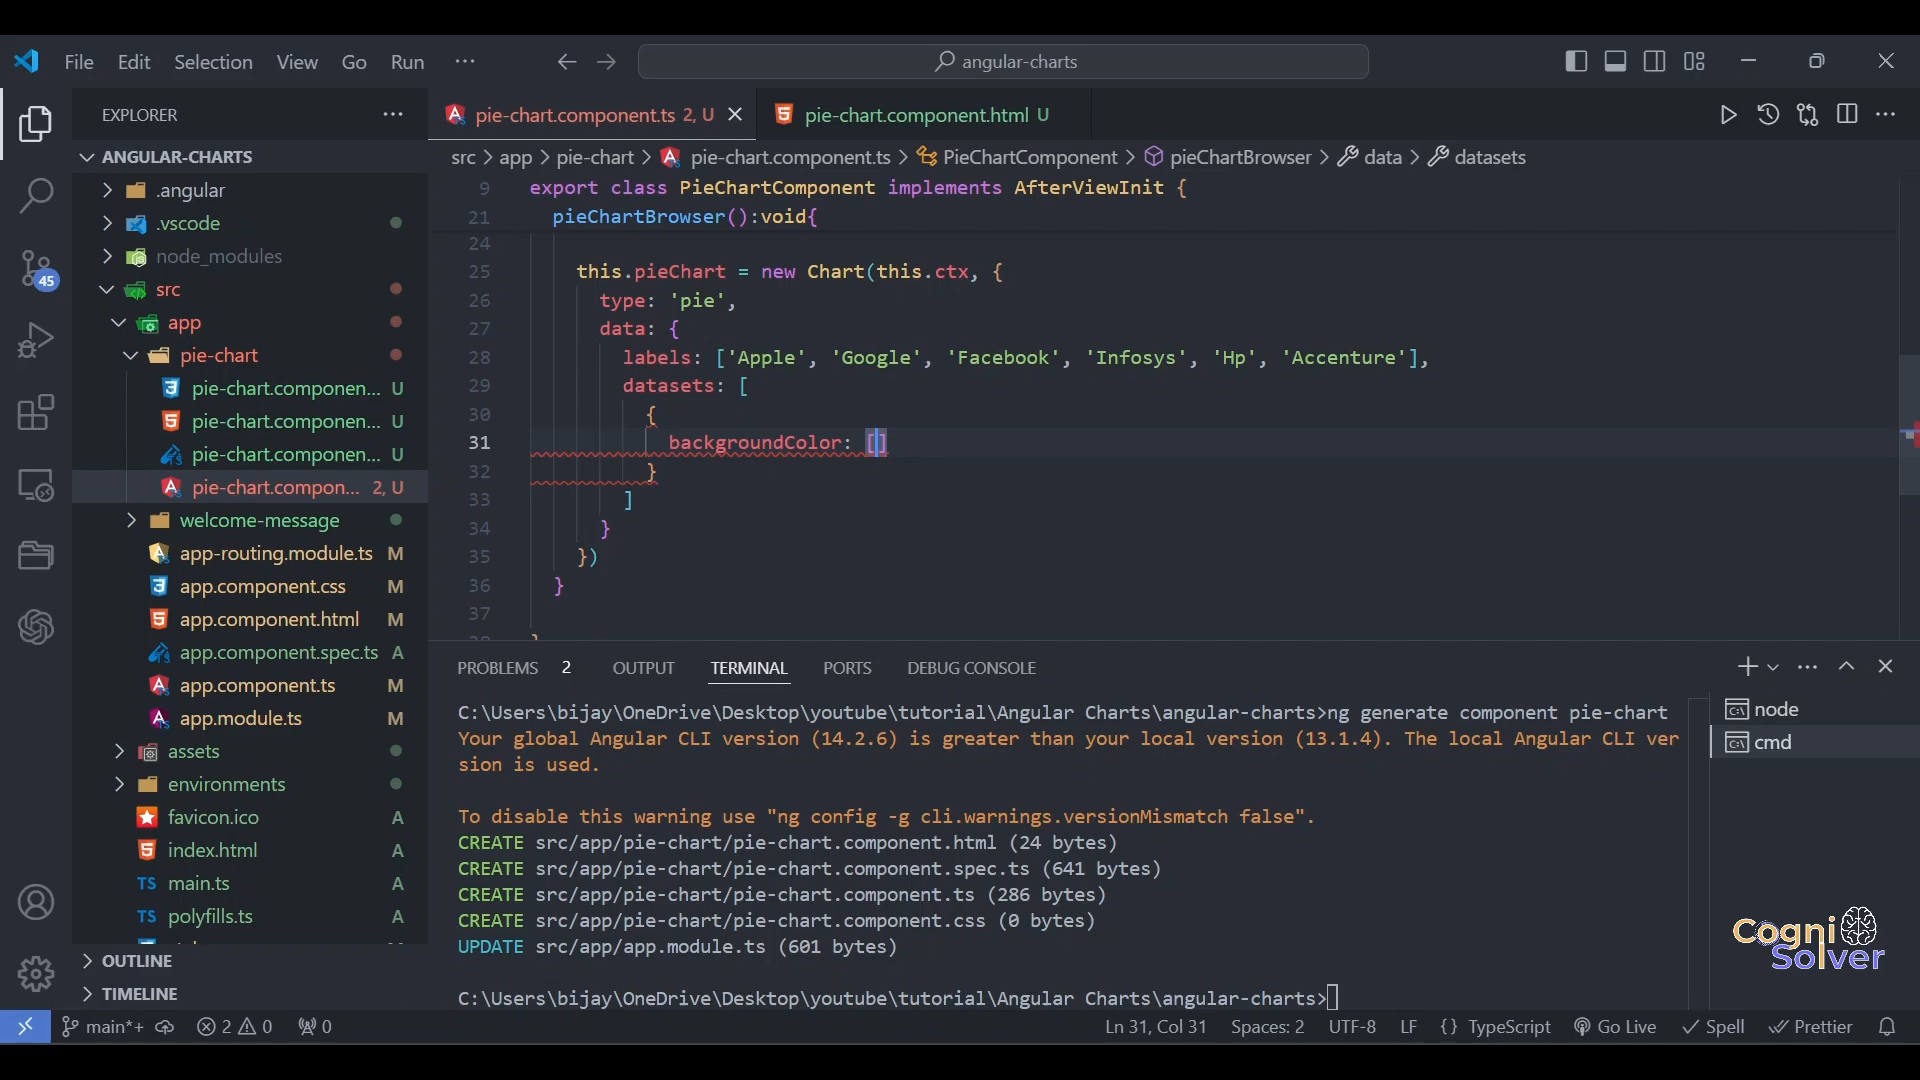 File Edit Selection View Go Run ···
angular-charts
EXPLORER ···
ANGULAR-CHARTS
.angular
.vscode
node_modules
src
app
pie-chart
pie-chart.componen... U
pie-chart.componen... U
pie-chart.componen... U
pie-chart.compon... 2, U
welcome-message
app-routing.module.ts M
app.component.css M
app.component.html M
app.component.spec.ts A
app.component.ts M
app.module.ts M
assets
environments
favicon.ico A
index.html A
TS main.ts A
TS polyfills.ts A
OUTLINE
TIMELINE
45
pie-chart.component.ts 2, U
pie-chart.component.html U
src > app > pie-chart > pie-chart.component.ts > PieChartComponent > pieChartBrowser > data > datasets
9 export class PieChartComponent implements AfterViewInit {
21 pieChartBrowser():void{
24
25 this.pieChart = new Chart(this.ctx, {
26 type: 'pie',
27 data: {
28 labels: ['Apple', 'Google', 'Facebook', 'Infosys', 'Hp', 'Accenture'],
29 datasets: [
30 {
31 backgroundColor: []
32 }
33 ]
34 }
35 })
36 }
37
PROBLEMS 2 OUTPUT TERMINAL PORTS DEBUG CONSOLE
C:\Users\bijay\OneDrive\Desktop\youtube\tutorial\Angular Charts\angular-charts>ng generate component pie-chart
Your global Angular CLI version (14.2.6) is greater than your local version (13.1.4). The local Angular CLI ver
sion is used.
To disable this warning use "ng config -g cli.warnings.versionMismatch false".
CREATE src/app/pie-chart/pie-chart.component.html (24 bytes)
CREATE src/app/pie-chart/pie-chart.component.spec.ts (641 bytes)
CREATE src/app/pie-chart/pie-chart.component.ts (286 bytes)
CREATE src/app/pie-chart/pie-chart.component.css (0 bytes)
UPDATE src/app/app.module.ts (601 bytes)
C:\Users\bijay\OneDrive\Desktop\youtube\tutorial\Angular Charts\angular-charts>
node
cmd
Cogni
Solver
main*+ 2 0 0 Ln 31, Col 31 Spaces: 2 UTF-8 LF {} TypeScript Go Live Spell Prettier